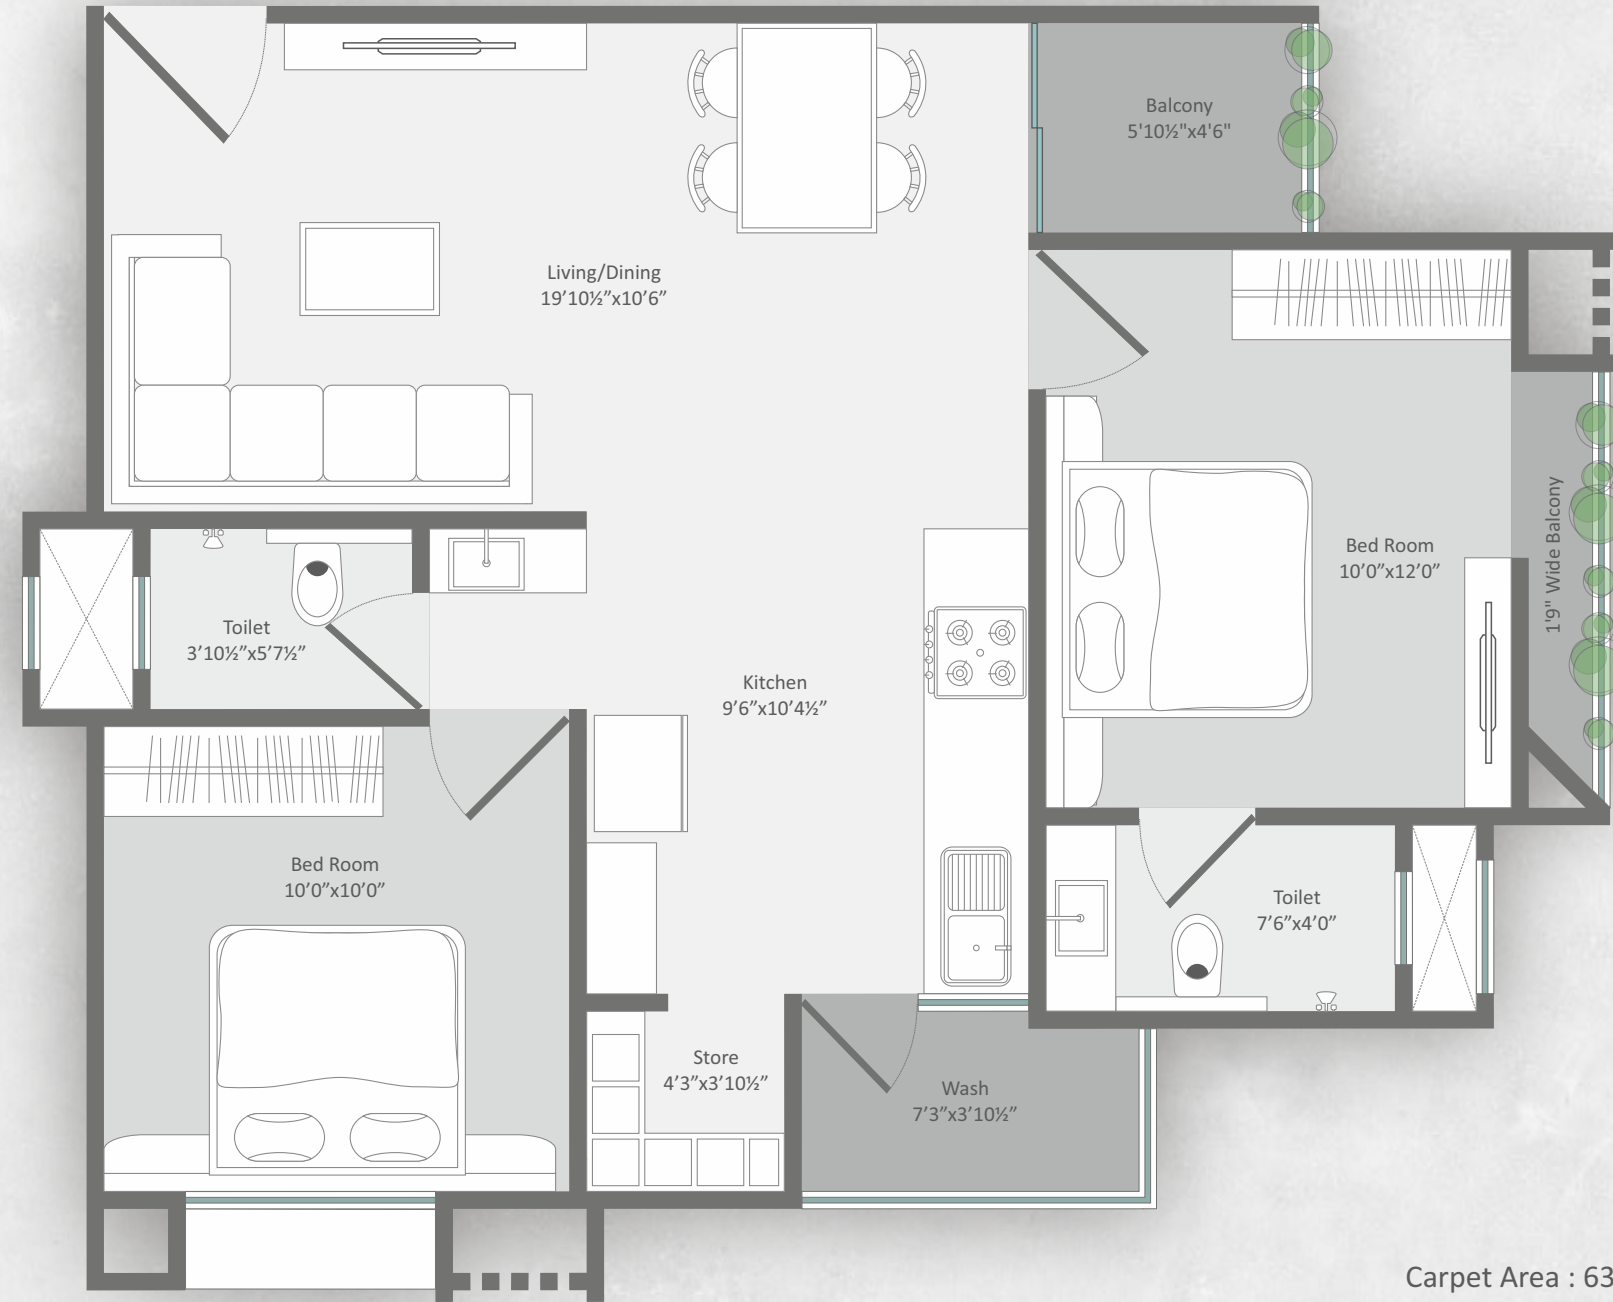 Balcony
5'10½"x4'6"
Living/Dining
19’10½”x10’6”
Bed Room
10’0”x12’0”
1'9" Wide Balcony
Toilet
3’10½”x5’7½”
Kitchen
9’6”x10’4½”
Bed Room
10’0”x10’0”
Toilet
7’6”x4’0”
Store
4’3”x3’10½”
Wash
7’3”x3’10½”
Carpet Area : 63